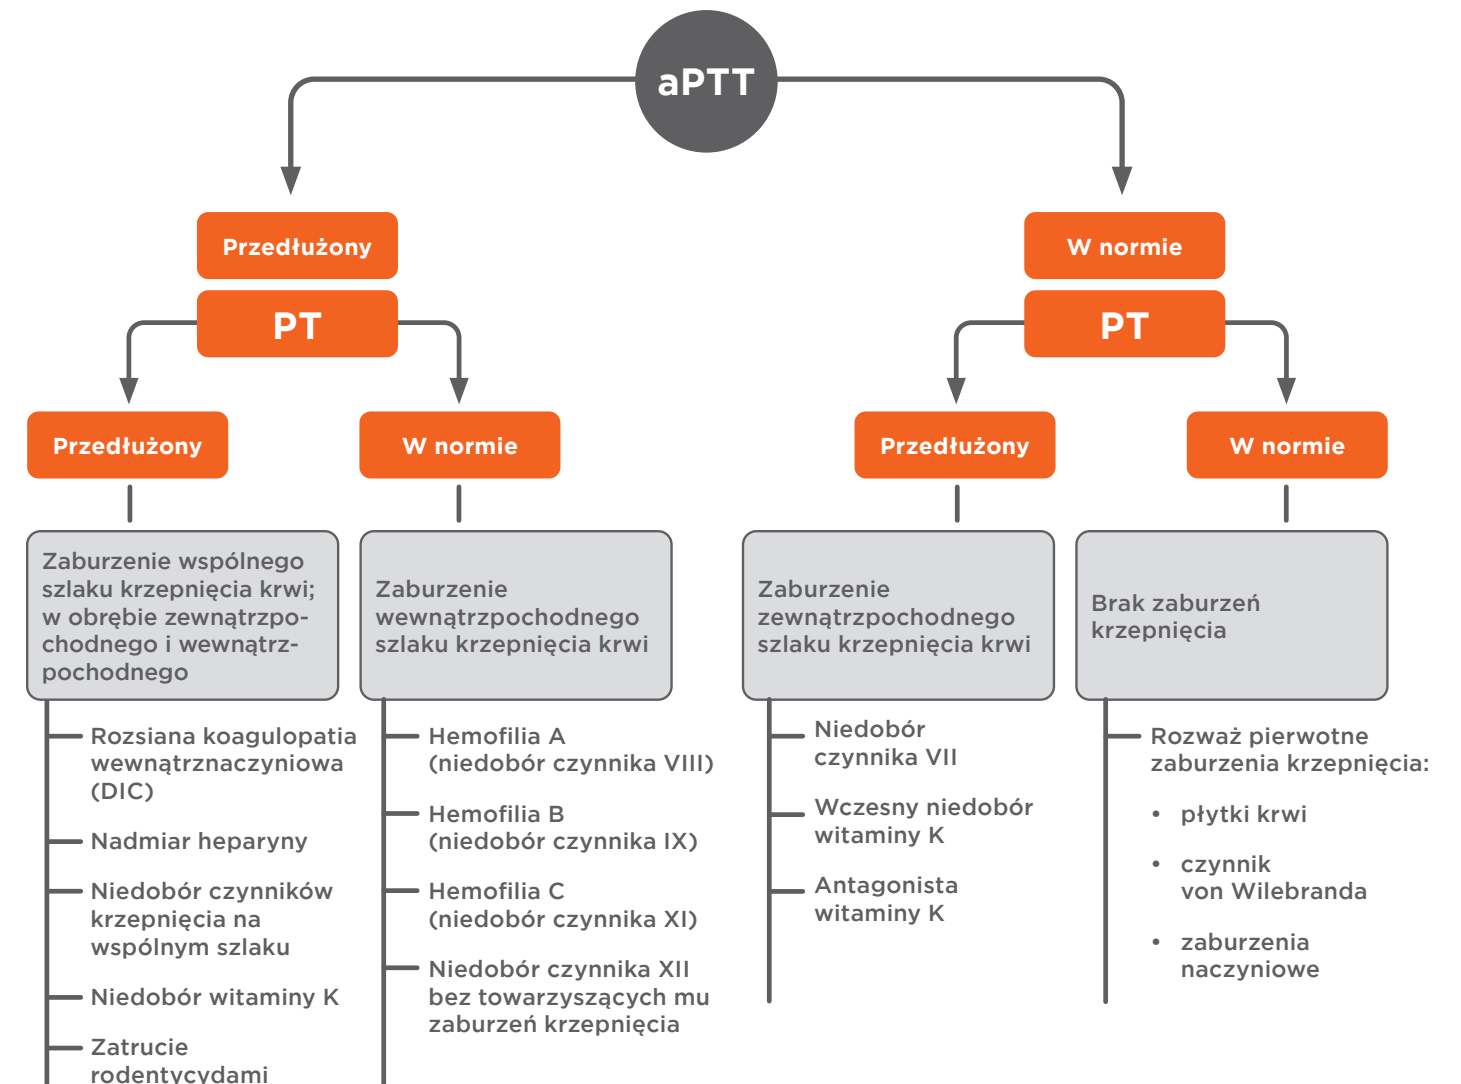 aPTT
Przedłużony
PT
Przedłużony
W normie
Zaburzenie wspólnego
szlaku krzepnięcia krwi;
w obrębie zewnątrzpo-
chodnego i wewnątrz-
pochodnego
Rozsiana koagulopatia
wewnątrznaczyniowa
(DIC)
Nadmiar heparyny
Niedobór czynników
krzepnięcia na
wspólnym szlaku
Niedobór witaminy K
Zatrucie
rodentycydami
Zaburzenie
wewnątrzpochodnego
szlaku krzepnięcia krwi
Hemofilia A
(niedobór czynnika VIII)
Hemofilia B
(niedobór czynnika IX)
Hemofilia C
(niedobór czynnika XI)
Niedobór czynnika XII
bez towarzyszących mu
zaburzeń krzepnięcia
W normie
PT
Przedłużony
W normie
Zaburzenie
zewnątrzpochodnego
szlaku krzepnięcia krwi
Niedobór
czynnika VII
Wczesny niedobór
witaminy K
Antagonista
witaminy K
Brak zaburzeń
krzepnięcia
Rozważ pierwotne
zaburzenia krzepnięcia:
• płytki krwi
• czynnik
von Wilebranda
• zaburzenia
naczyniowe